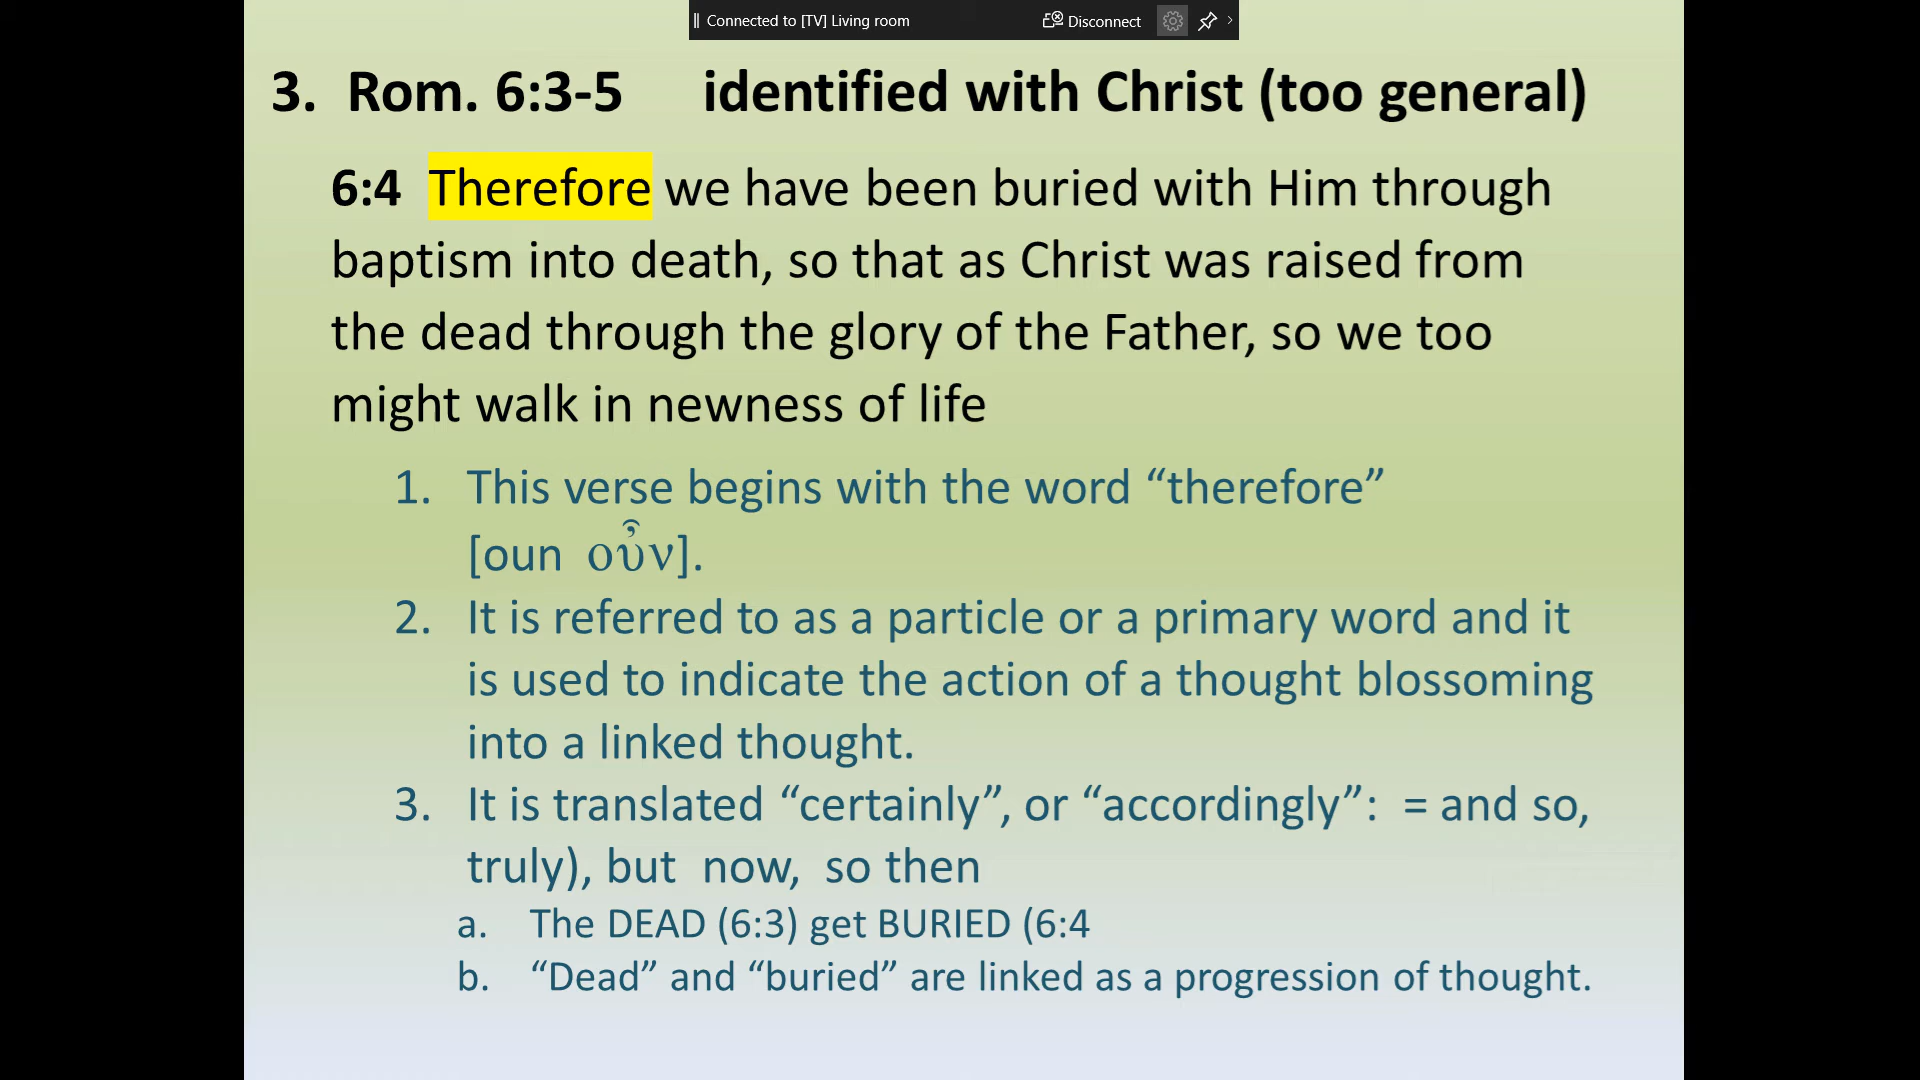 Connected to [TV] Living room Disconnect
3. Rom. 6:3-5 identified with Christ (too general)
6:4 Therefore we have been buried with Him through
baptism into death, so that as Christ was raised from
the dead through the glory of the Father, so we too
might walk in newness of life
1. This verse begins with the word “therefore”
[oun οὖν].
2. It is referred to as a particle or a primary word and it
is used to indicate the action of a thought blossoming
into a linked thought.
3. It is translated “certainly”, or “accordingly”: = and so,
truly), but now, so then
a. The DEAD (6:3) get BURIED (6:4
b. “Dead” and “buried” are linked as a progression of thought.